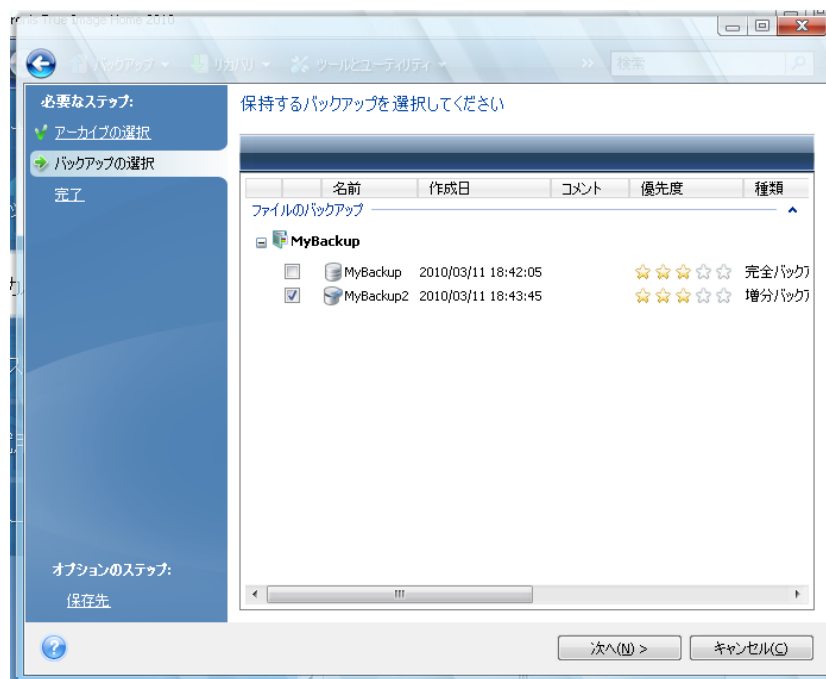 True Image Home 2010
バックアップ
リカバリ
ツールとユーティリティ
検索
必要なステップ:
アーカイブの選択
バックアップの選択
完了
保持するバックアップを選択してください
名前 作成日 コメント 優先度 種類
ファイルのバックアップ
MyBackup
MyBackup 2010/03/11 18:42:05 完全バック
MyBackup2 2010/03/11 18:43:45 増分バック
オプションのステップ:
保存先
次へ(N) > キャンセル(C)